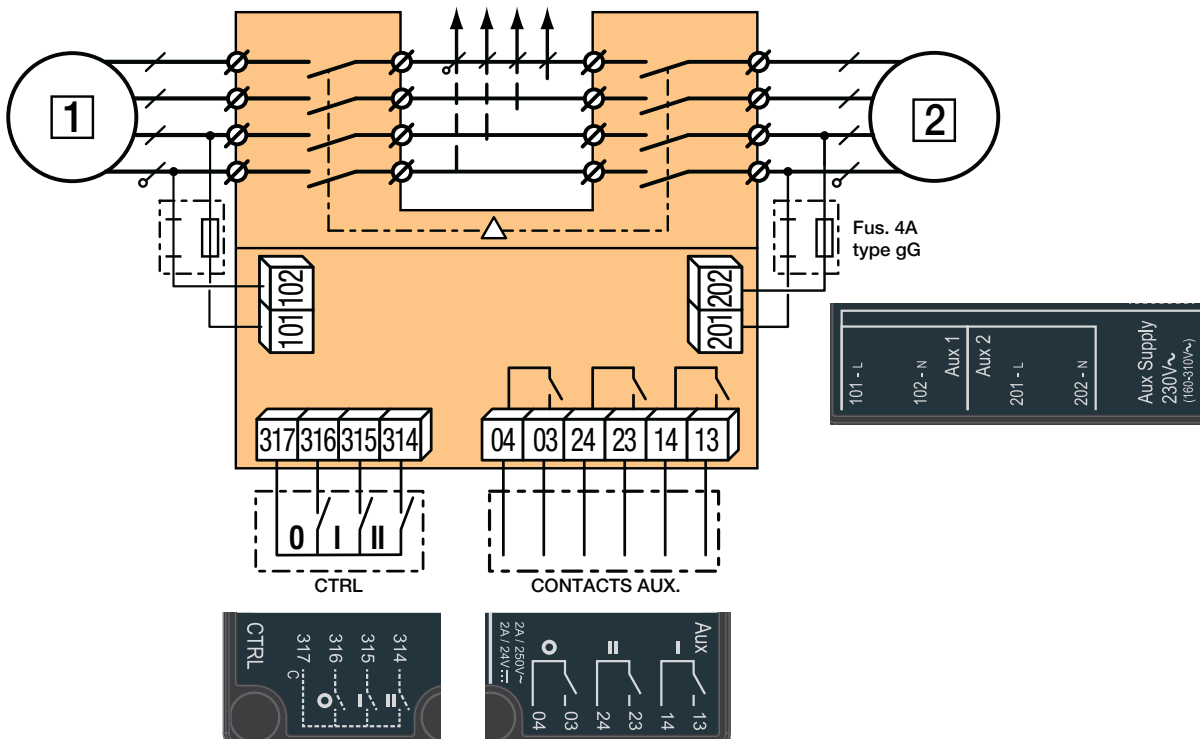 1
2
Fus. 4A
type gG
102
101
202
201
317 316 315 314
04 03 24 23 14 13
0 I II
CTRL
CONTACTS AUX.
101 - L
102 - N
Aux 1
Aux 2
201 - L
202 - N
Aux Supply
230V~
(160-310V~)
CTRL
317
316
315
314
C
O
I
II
Aux
2A / 250V~
2A / 24V⎓
O
II
I
04
03
24
23
14
13